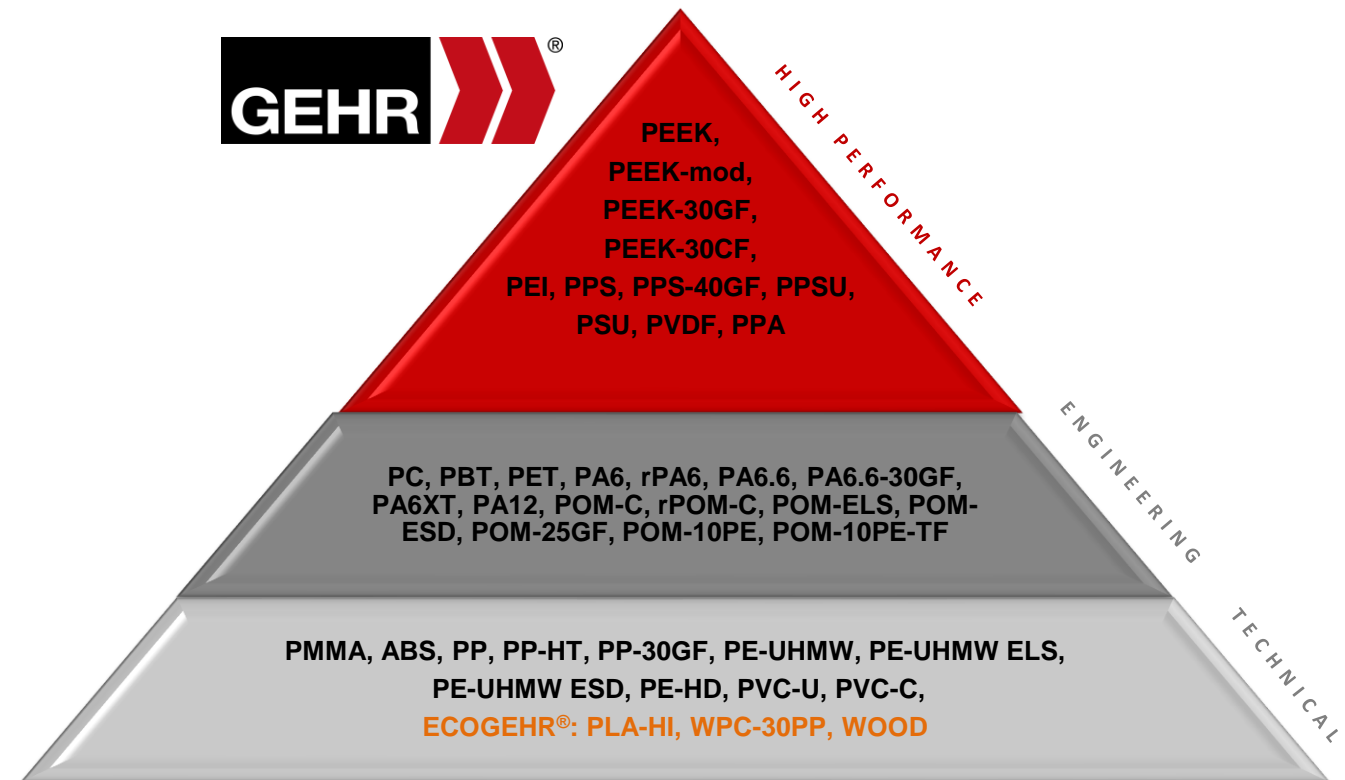 GEHR®
HIGH PERFORMANCE
PEEK,
PEEK-mod,
PEEK-30GF,
PEEK-30CF,
PEI, PPS, PPS-40GF, PPSU,
PSU, PVDF, PPA
ENGINEERING
PC, PBT, PET, PA6, rPA6, PA6.6, PA6.6-30GF,
PA6XT, PA12, POM-C, rPOM-C, POM-ELS, POM-
ESD, POM-25GF, POM-10PE, POM-10PE-TF
TECHNICAL
PMMA, ABS, PP, PP-HT, PP-30GF, PE-UHMW, PE-UHMW ELS,
PE-UHMW ESD, PE-HD, PVC-U, PVC-C,
ECOGEHR®: PLA-HI, WPC-30PP, WOOD